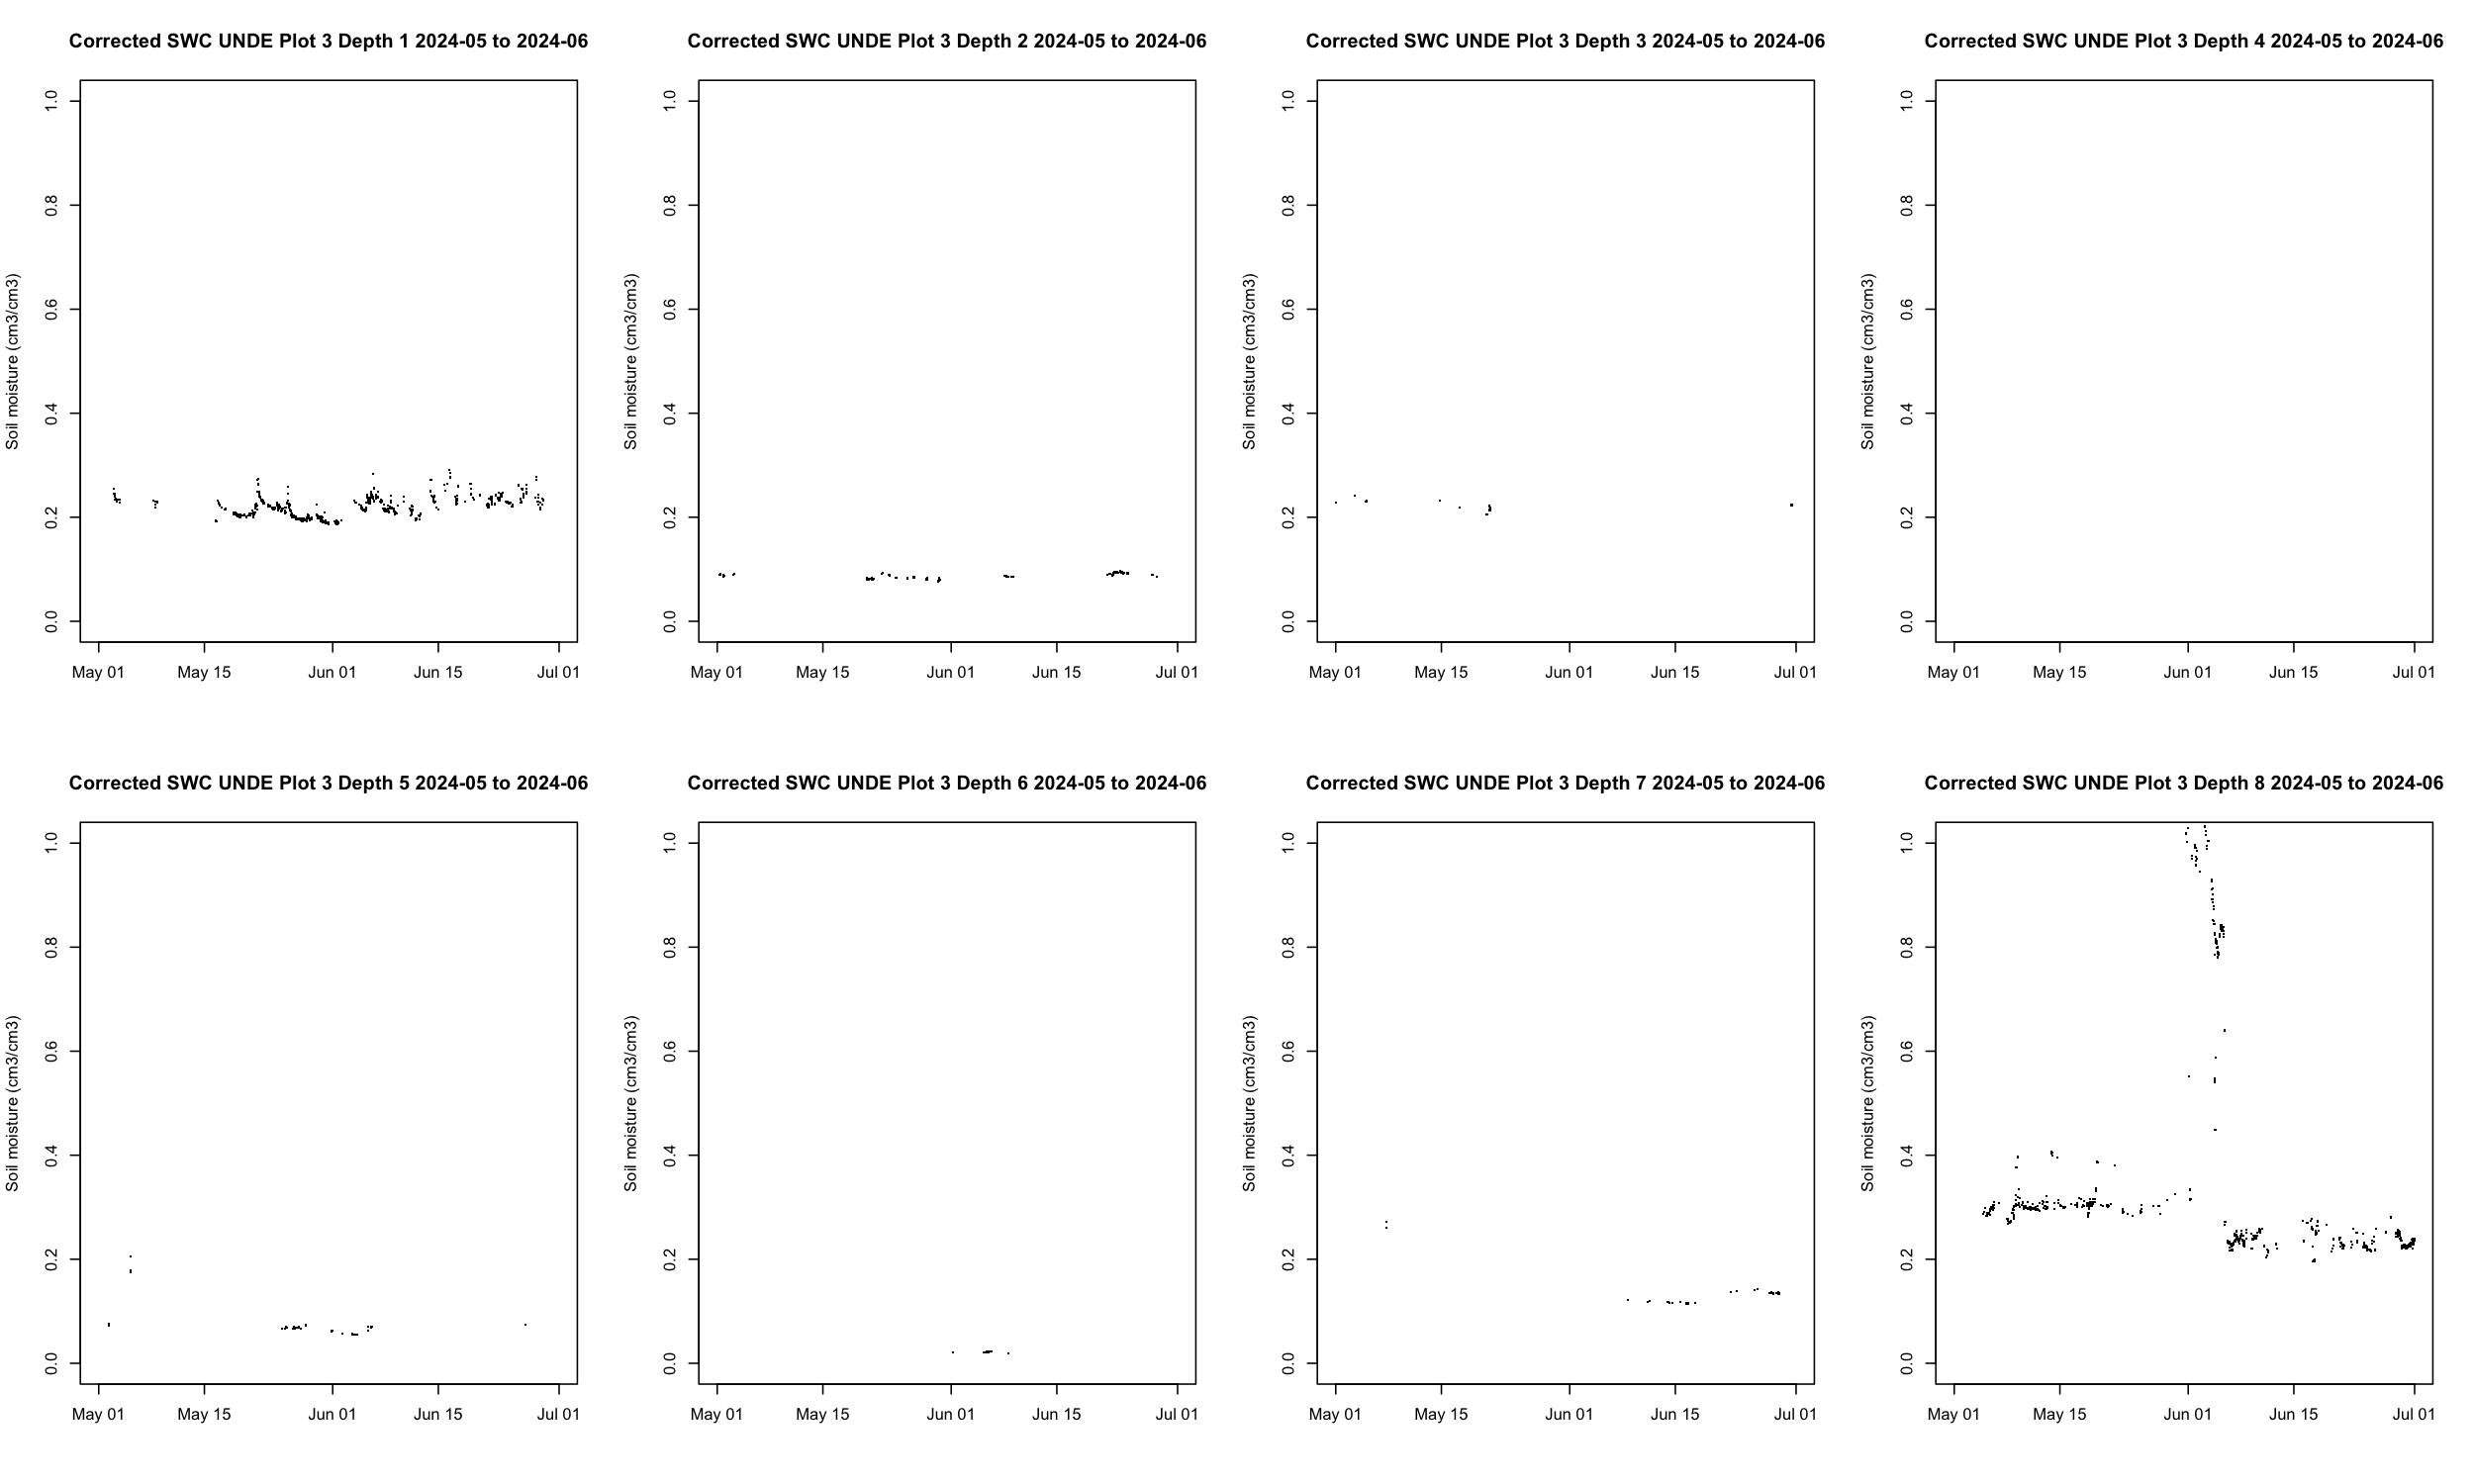 Corrected SWC UNDE Plot 3 Depth 1 2024-05 to 2024-06
Soil moisture (cm3/cm3)
1.0
0.8
0.6
0.4
0.2
0.0
May 01 May 15 Jun 01 Jun 15 Jul 01
Corrected SWC UNDE Plot 3 Depth 2 2024-05 to 2024-06
Soil moisture (cm3/cm3)
1.0
0.8
0.6
0.4
0.2
0.0
May 01 May 15 Jun 01 Jun 15 Jul 01
Corrected SWC UNDE Plot 3 Depth 3 2024-05 to 2024-06
Soil moisture (cm3/cm3)
1.0
0.8
0.6
0.4
0.2
0.0
May 01 May 15 Jun 01 Jun 15 Jul 01
Corrected SWC UNDE Plot 3 Depth 4 2024-05 to 2024-06
Soil moisture (cm3/cm3)
1.0
0.8
0.6
0.4
0.2
0.0
May 01 May 15 Jun 01 Jun 15 Jul 01
Corrected SWC UNDE Plot 3 Depth 5 2024-05 to 2024-06
Soil moisture (cm3/cm3)
1.0
0.8
0.6
0.4
0.2
0.0
May 01 May 15 Jun 01 Jun 15 Jul 01
Corrected SWC UNDE Plot 3 Depth 6 2024-05 to 2024-06
Soil moisture (cm3/cm3)
1.0
0.8
0.6
0.4
0.2
0.0
May 01 May 15 Jun 01 Jun 15 Jul 01
Corrected SWC UNDE Plot 3 Depth 7 2024-05 to 2024-06
Soil moisture (cm3/cm3)
1.0
0.8
0.6
0.4
0.2
0.0
May 01 May 15 Jun 01 Jun 15 Jul 01
Corrected SWC UNDE Plot 3 Depth 8 2024-05 to 2024-06
Soil moisture (cm3/cm3)
1.0
0.8
0.6
0.4
0.2
0.0
May 01 May 15 Jun 01 Jun 15 Jul 01